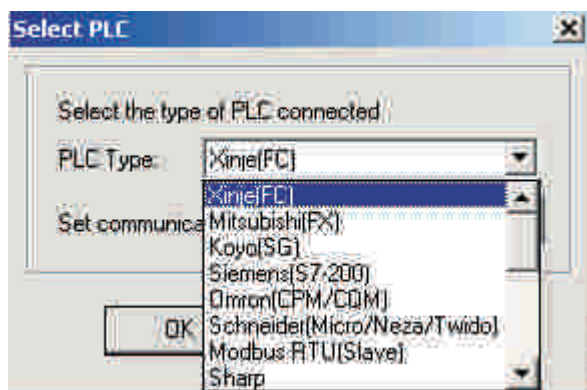 Select PLC
Select the type of PLC connected
PLC Type: Xinje(FC)
Xinje(FC)
Set communica
Mitsubishi(FX)
Koyo(SG)
Siemens(S7-200)
Omron(CPM/CQM)
OK
Schneider(Micro/Neza/Twido)
Modbus RTU(Slave)
Sharp